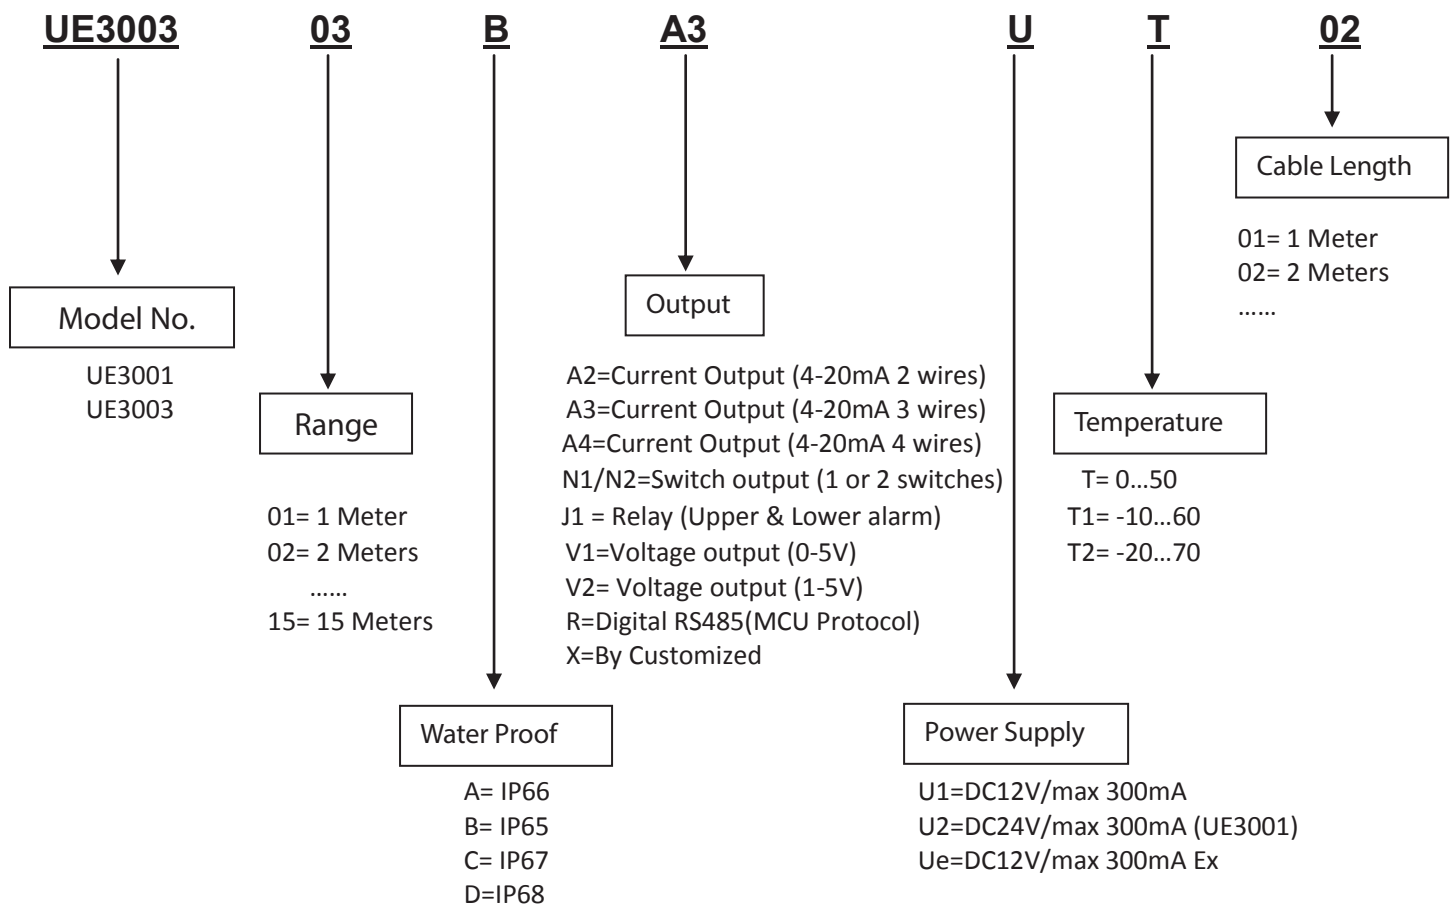 UE3003 03 B A3 U T 02
Model No.
UE3001
UE3003
Range
01= 1 Meter
02= 2 Meters
......
15= 15 Meters
Water Proof
A= IP66
B= IP65
C= IP67
D=IP68
Output
A2=Current Output (4-20mA 2 wires)
A3=Current Output (4-20mA 3 wires)
A4=Current Output (4-20mA 4 wires)
N1/N2=Switch output (1 or 2 switches)
J1 = Relay (Upper & Lower alarm)
V1=Voltage output (0-5V)
V2= Voltage output (1-5V)
R=Digital RS485(MCU Protocol)
X=By Customized
Power Supply
U1=DC12V/max 300mA
U2=DC24V/max 300mA (UE3001)
Ue=DC12V/max 300mA Ex
Temperature
T= 0...50
T1= -10...60
T2= -20...70
Cable Length
01= 1 Meter
02= 2 Meters
......